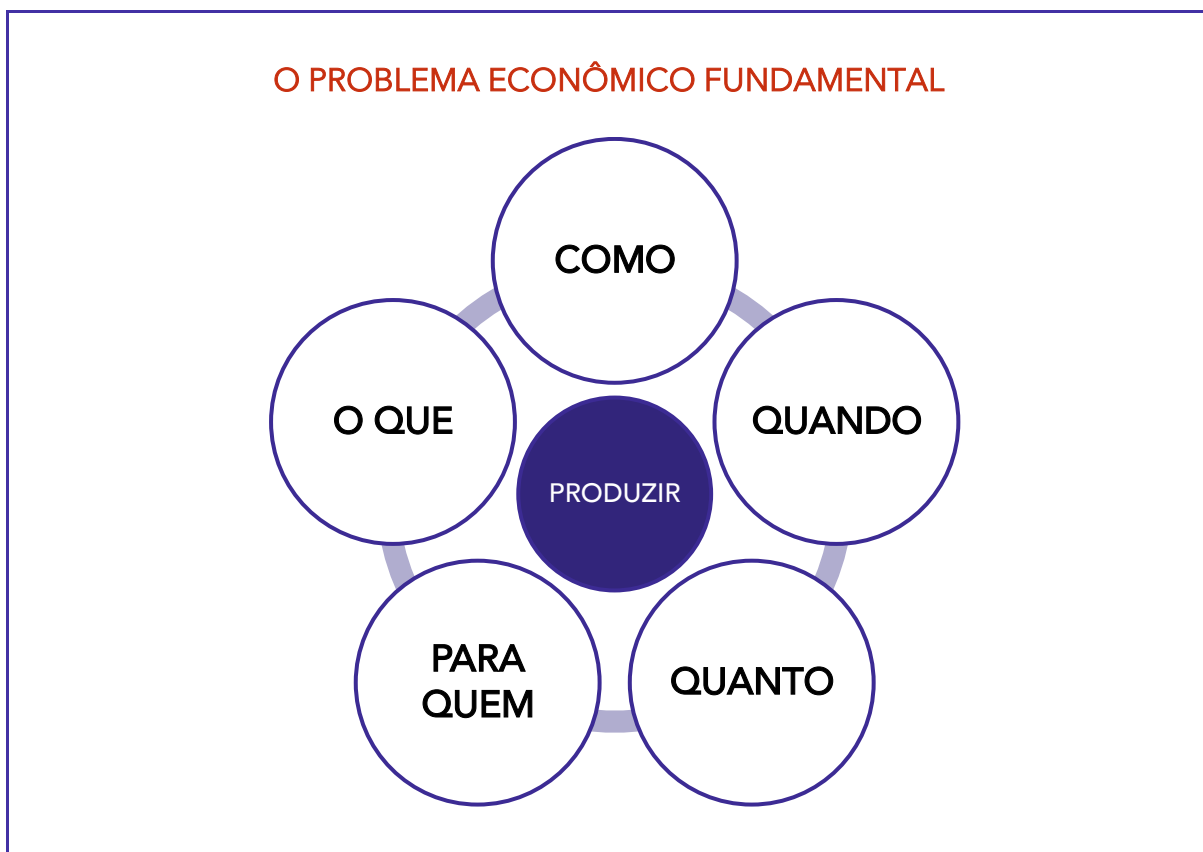 O PROBLEMA ECONÔMICO FUNDAMENTAL
COMO
O QUE
QUANDO
PRODUZIR
PARA
QUEM
QUANTO